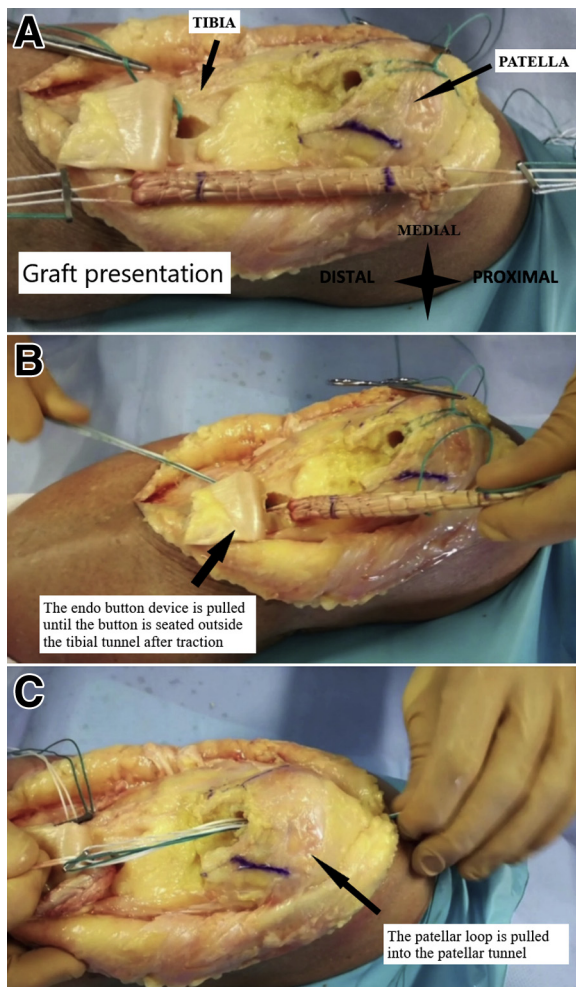 A
TIBIA
PATELLA
MEDIAL
DISTAL
PROXIMAL
Graft presentation
B
The endo button device is pulled
until the button is seated outside
the tibial tunnel after traction
C
The patellar loop is pulled
into the patellar tunnel